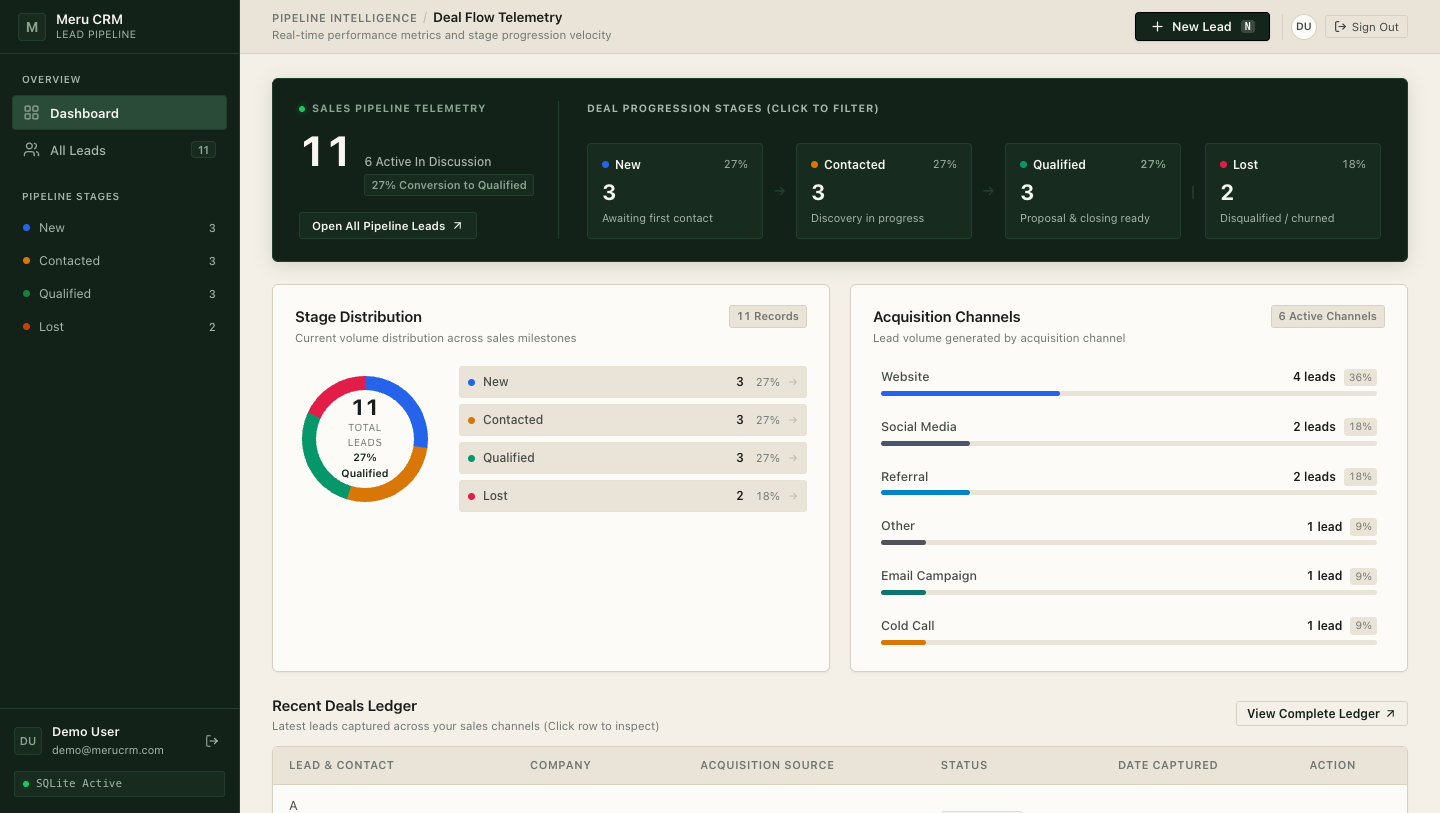 M
Meru CRM
LEAD PIPELINE
OVERVIEW
Dashboard
All Leads 11
PIPELINE STAGES
New 3
Contacted 3
Qualified 3
Lost 2
DU
Demo User
demo@merucrm.com
SQLite Active
PIPELINE INTELLIGENCE / Deal Flow Telemetry
Real-time performance metrics and stage progression velocity
New Lead N
DU
Sign Out
SALES PIPELINE TELEMETRY
11
6 Active In Discussion
27% Conversion to Qualified
Open All Pipeline Leads
DEAL PROGRESSION STAGES (CLICK TO FILTER)
New 27%
3
Awaiting first contact
Contacted 27%
3
Discovery in progress
Qualified 27%
3
Proposal & closing ready
Lost 18%
2
Disqualified / churned
Stage Distribution
11 Records
Current volume distribution across sales milestones
11
TOTAL
LEADS
27%
Qualified
New 3 27%
Contacted 3 27%
Qualified 3 27%
Lost 2 18%
Acquisition Channels
6 Active Channels
Lead volume generated by acquisition channel
Website 4 leads 36%
Social Media 2 leads 18%
Referral 2 leads 18%
Other 1 lead 9%
Email Campaign 1 lead 9%
Cold Call 1 lead 9%
Recent Deals Ledger
Latest leads captured across your sales channels (Click row to inspect)
View Complete Ledger
LEAD & CONTACT COMPANY ACQUISITION SOURCE STATUS DATE CAPTURED ACTION
A